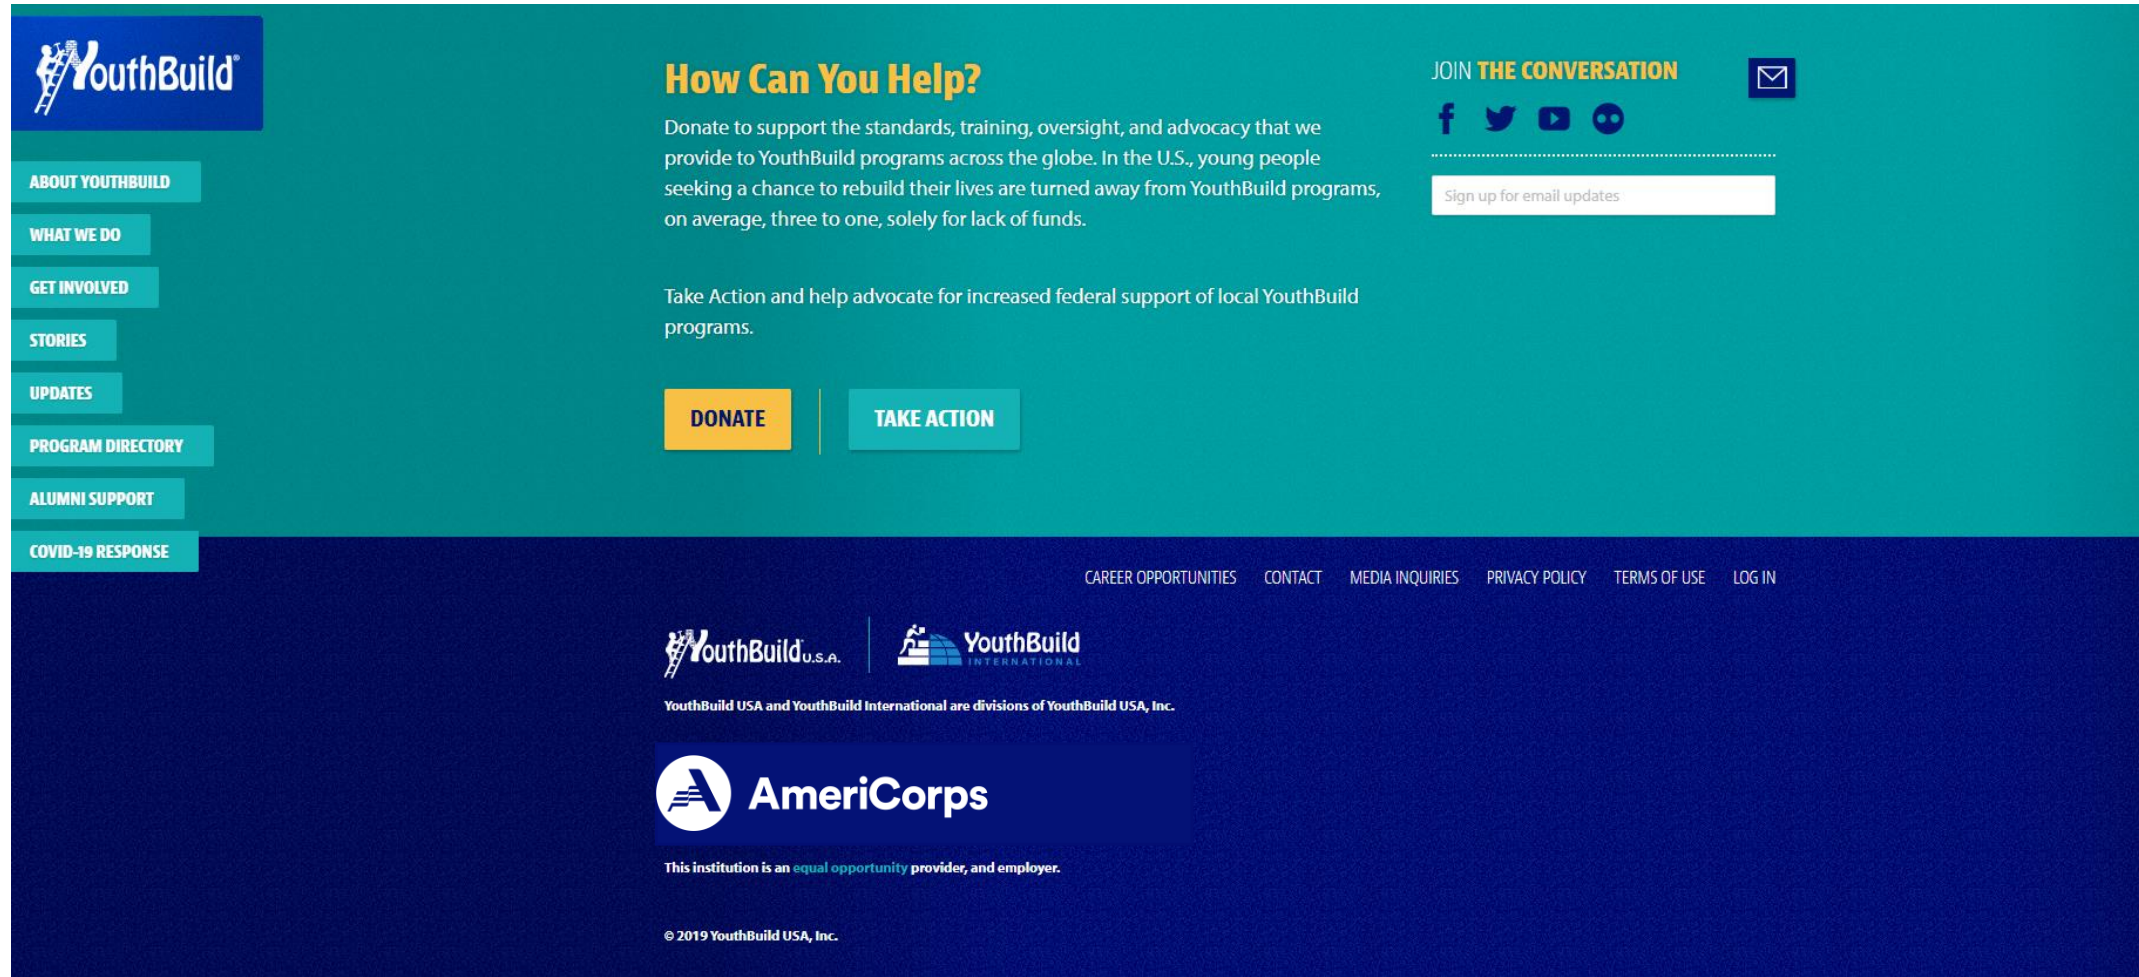 YouthBuild®
ABOUT YOUTHBUILD
WHAT WE DO
GET INVOLVED
STORIES
UPDATES
PROGRAM DIRECTORY
ALUMNI SUPPORT
COVID-19 RESPONSE
How Can You Help?
Donate to support the standards, training, oversight, and advocacy that we
provide to YouthBuild programs across the globe. In the U.S., young people
seeking a chance to rebuild their lives are turned away from YouthBuild programs,
on average, three to one, solely for lack of funds.
Take Action and help advocate for increased federal support of local YouthBuild
programs.
DONATE
TAKE ACTION
JOIN THE CONVERSATION
Sign up for email updates
CAREER OPPORTUNITIES CONTACT MEDIA INQUIRIES PRIVACY POLICY TERMS OF USE LOG IN
YouthBuild U.S.A.
YouthBuild
INTERNATIONAL
YouthBuild USA and YouthBuild International are divisions of YouthBuild USA, Inc.
AmeriCorps
This institution is an equal opportunity provider, and employer.
© 2019 YouthBuild USA, Inc.